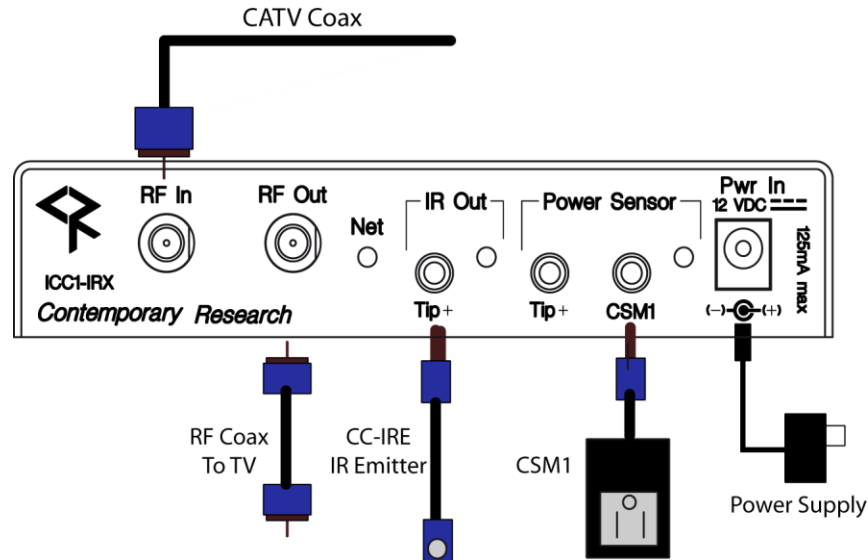 CATV Coax
RF In
RF Out
Net
IR Out
Power Sensor
Pwr In
12 VDC
125mA max
ICC1-IRX
Contemporary Research
Tip+
Tip+
CSM1
(-) (+)
RF Coax
To TV
CC-IRE
IR Emitter
CSM1
Power Supply